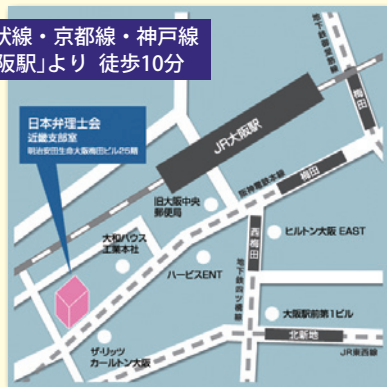 状線・京都線・神戸線
阪駅」より 徒歩10分
日本弁理士会
近畿支部室
明治安田生命大阪梅田ビル25階
JR大阪駅
地下鉄御堂筋線
梅田
阪神電鉄本線
梅田
旧大阪中央
郵便局
大和ハウス
工業本社
ハービスENT
西梅田
地下鉄四ツ橋線
ヒルトン大阪 EAST
大阪駅前第1ビル
北新地
JR東西線
ザ・リッツ
カールトン大阪